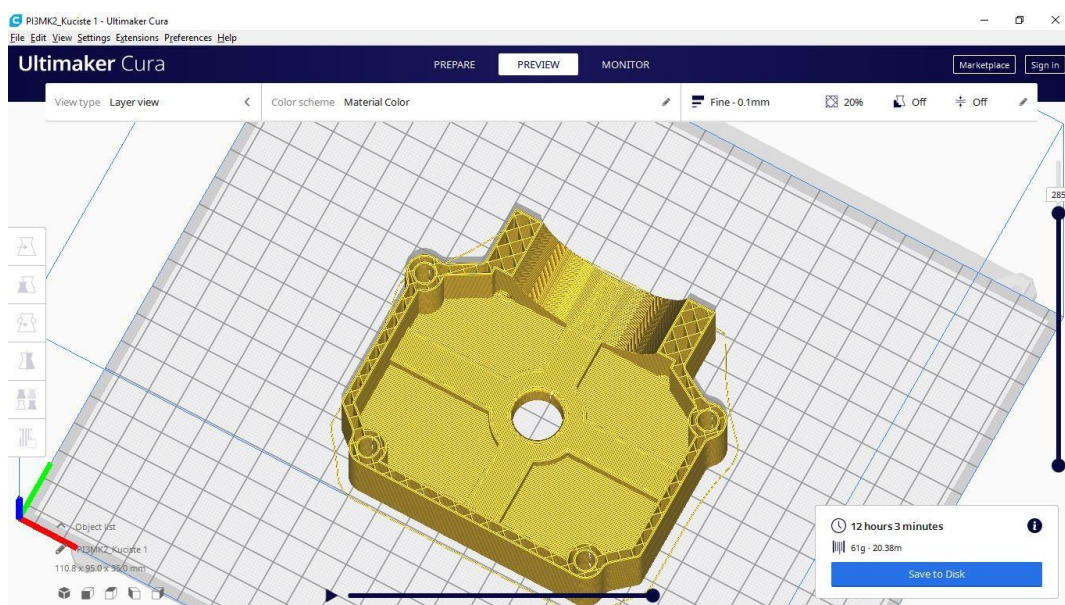 PI3MK2_Kuciste 1 - Ultimaker Cura
File Edit View Settings Extensions Preferences Help
Ultimaker Cura PREPARE PREVIEW MONITOR Marketplace Sign in
View type Layer view Color scheme Material Color Fine - 0.1mm 20% Off Off
285
Object list
PI3MK2_Kuciste 1
110.8 x 95.0 x 35.0 mm
12 hours 3 minutes
61g - 20.38m
Save to Disk